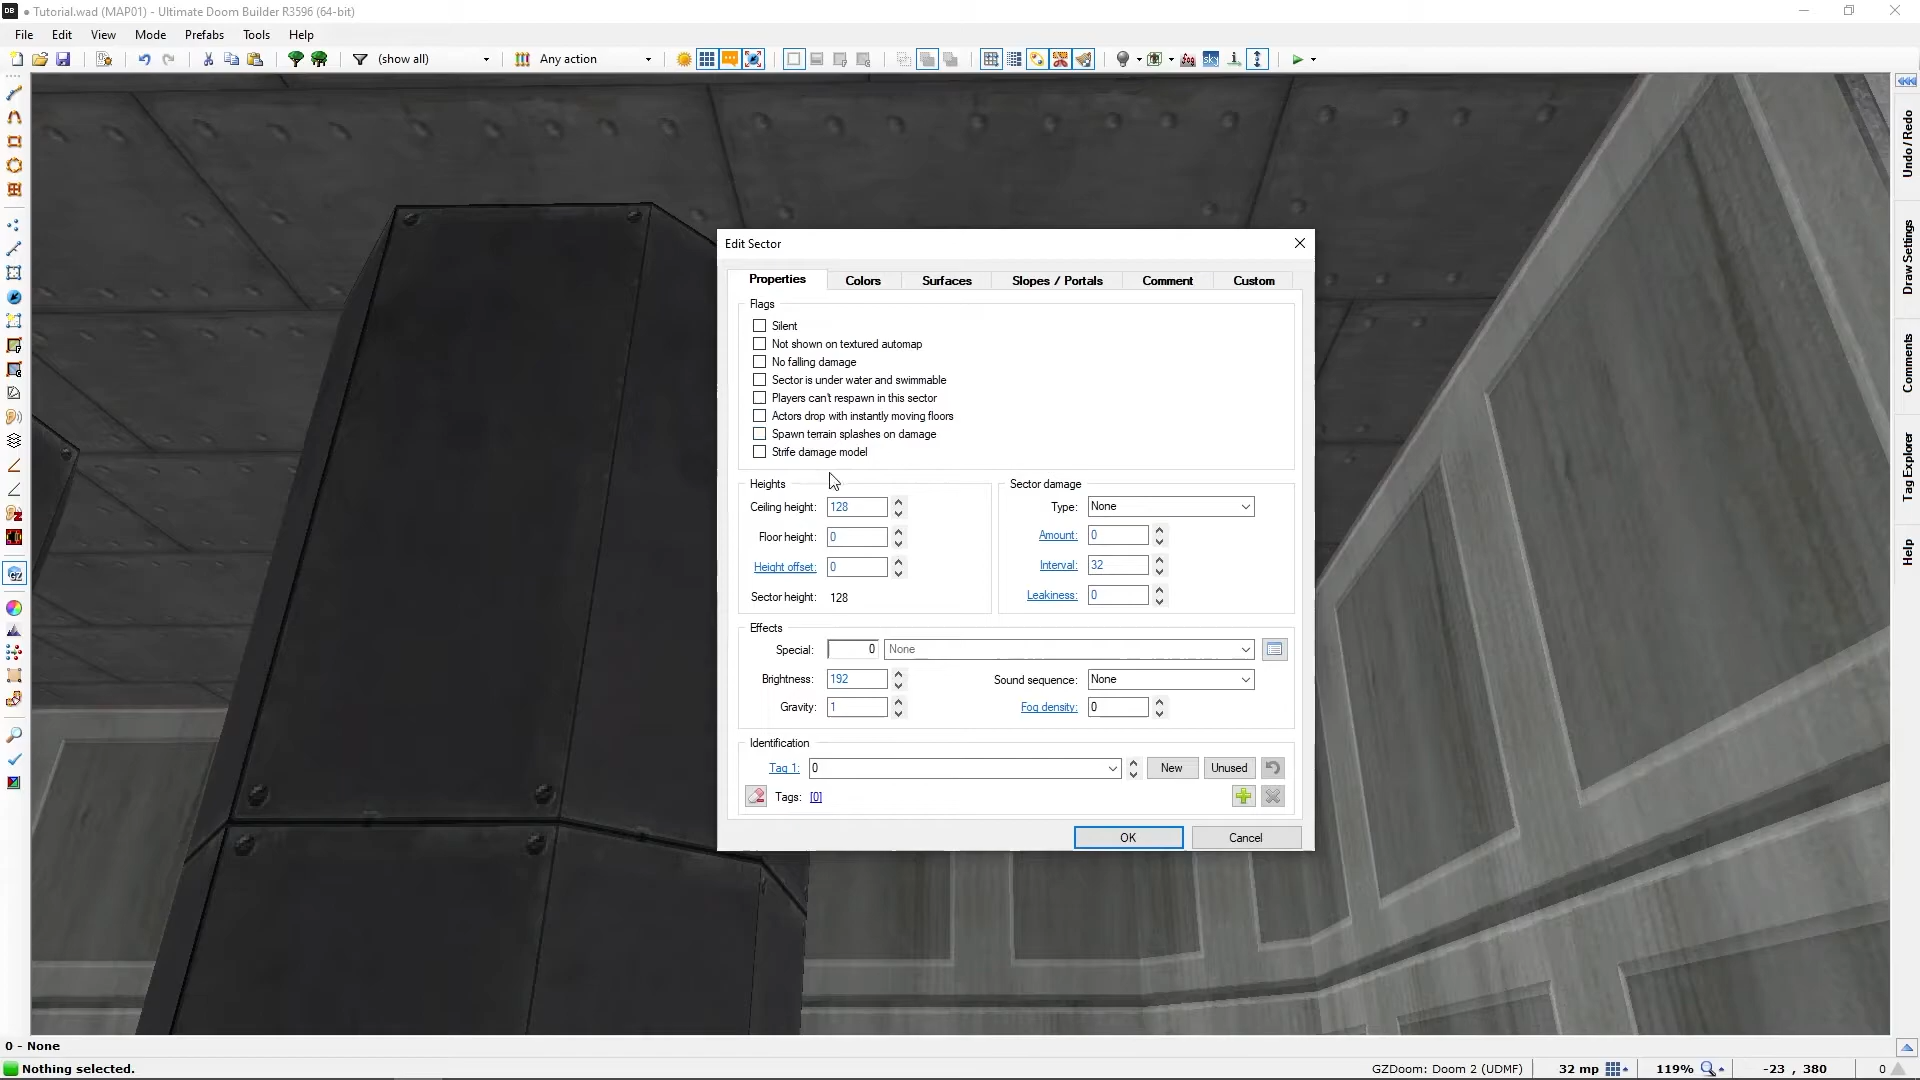 Tutorial.wad (MAP01) - Ultimate Doom Builder R3596 (64-bit)
File Edit View Mode Prefabs Tools Help
(show all) Any action
Undo / Redo
Draw Settings
Comments
Tag Explorer
Help
Edit Sector
Properties Colors Surfaces Slopes / Portals Comment Custom
Flags
Silent
Not shown on textured automap
No falling damage
Sector is under water and swimmable
Players can't respawn in this sector
Actors drop with instantly moving floors
Spawn terrain splashes on damage
Strife damage model
Heights
Ceiling height: 128
Floor height: 0
Height offset: 0
Sector height: 128
Sector damage
Type: None
Amount: 0
Interval: 32
Leakiness: 0
Effects
Special: 0 None
Brightness: 192 Sound sequence: None
Gravity: 1 Fog density: 0
Identification
Tag 1: 0 New Unused
Tags: [0]
OK Cancel
0 - None
Nothing selected. GZDoom: Doom 2 (UDMF) 32 mp 119% -23 , 380 0